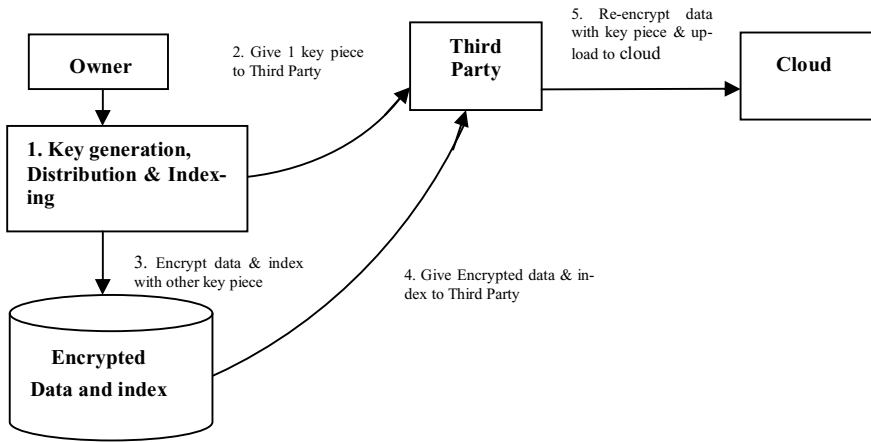 Owner
1. Key generation,
Distribution & Index-
ing
2. Give 1 key piece
to Third Party
Third
Party
5. Re-encrypt data
with key piece & up-
load to cloud
Cloud
3. Encrypt data & index
with other key piece
4. Give Encrypted data & in-
dex to Third Party
Encrypted
Data and index